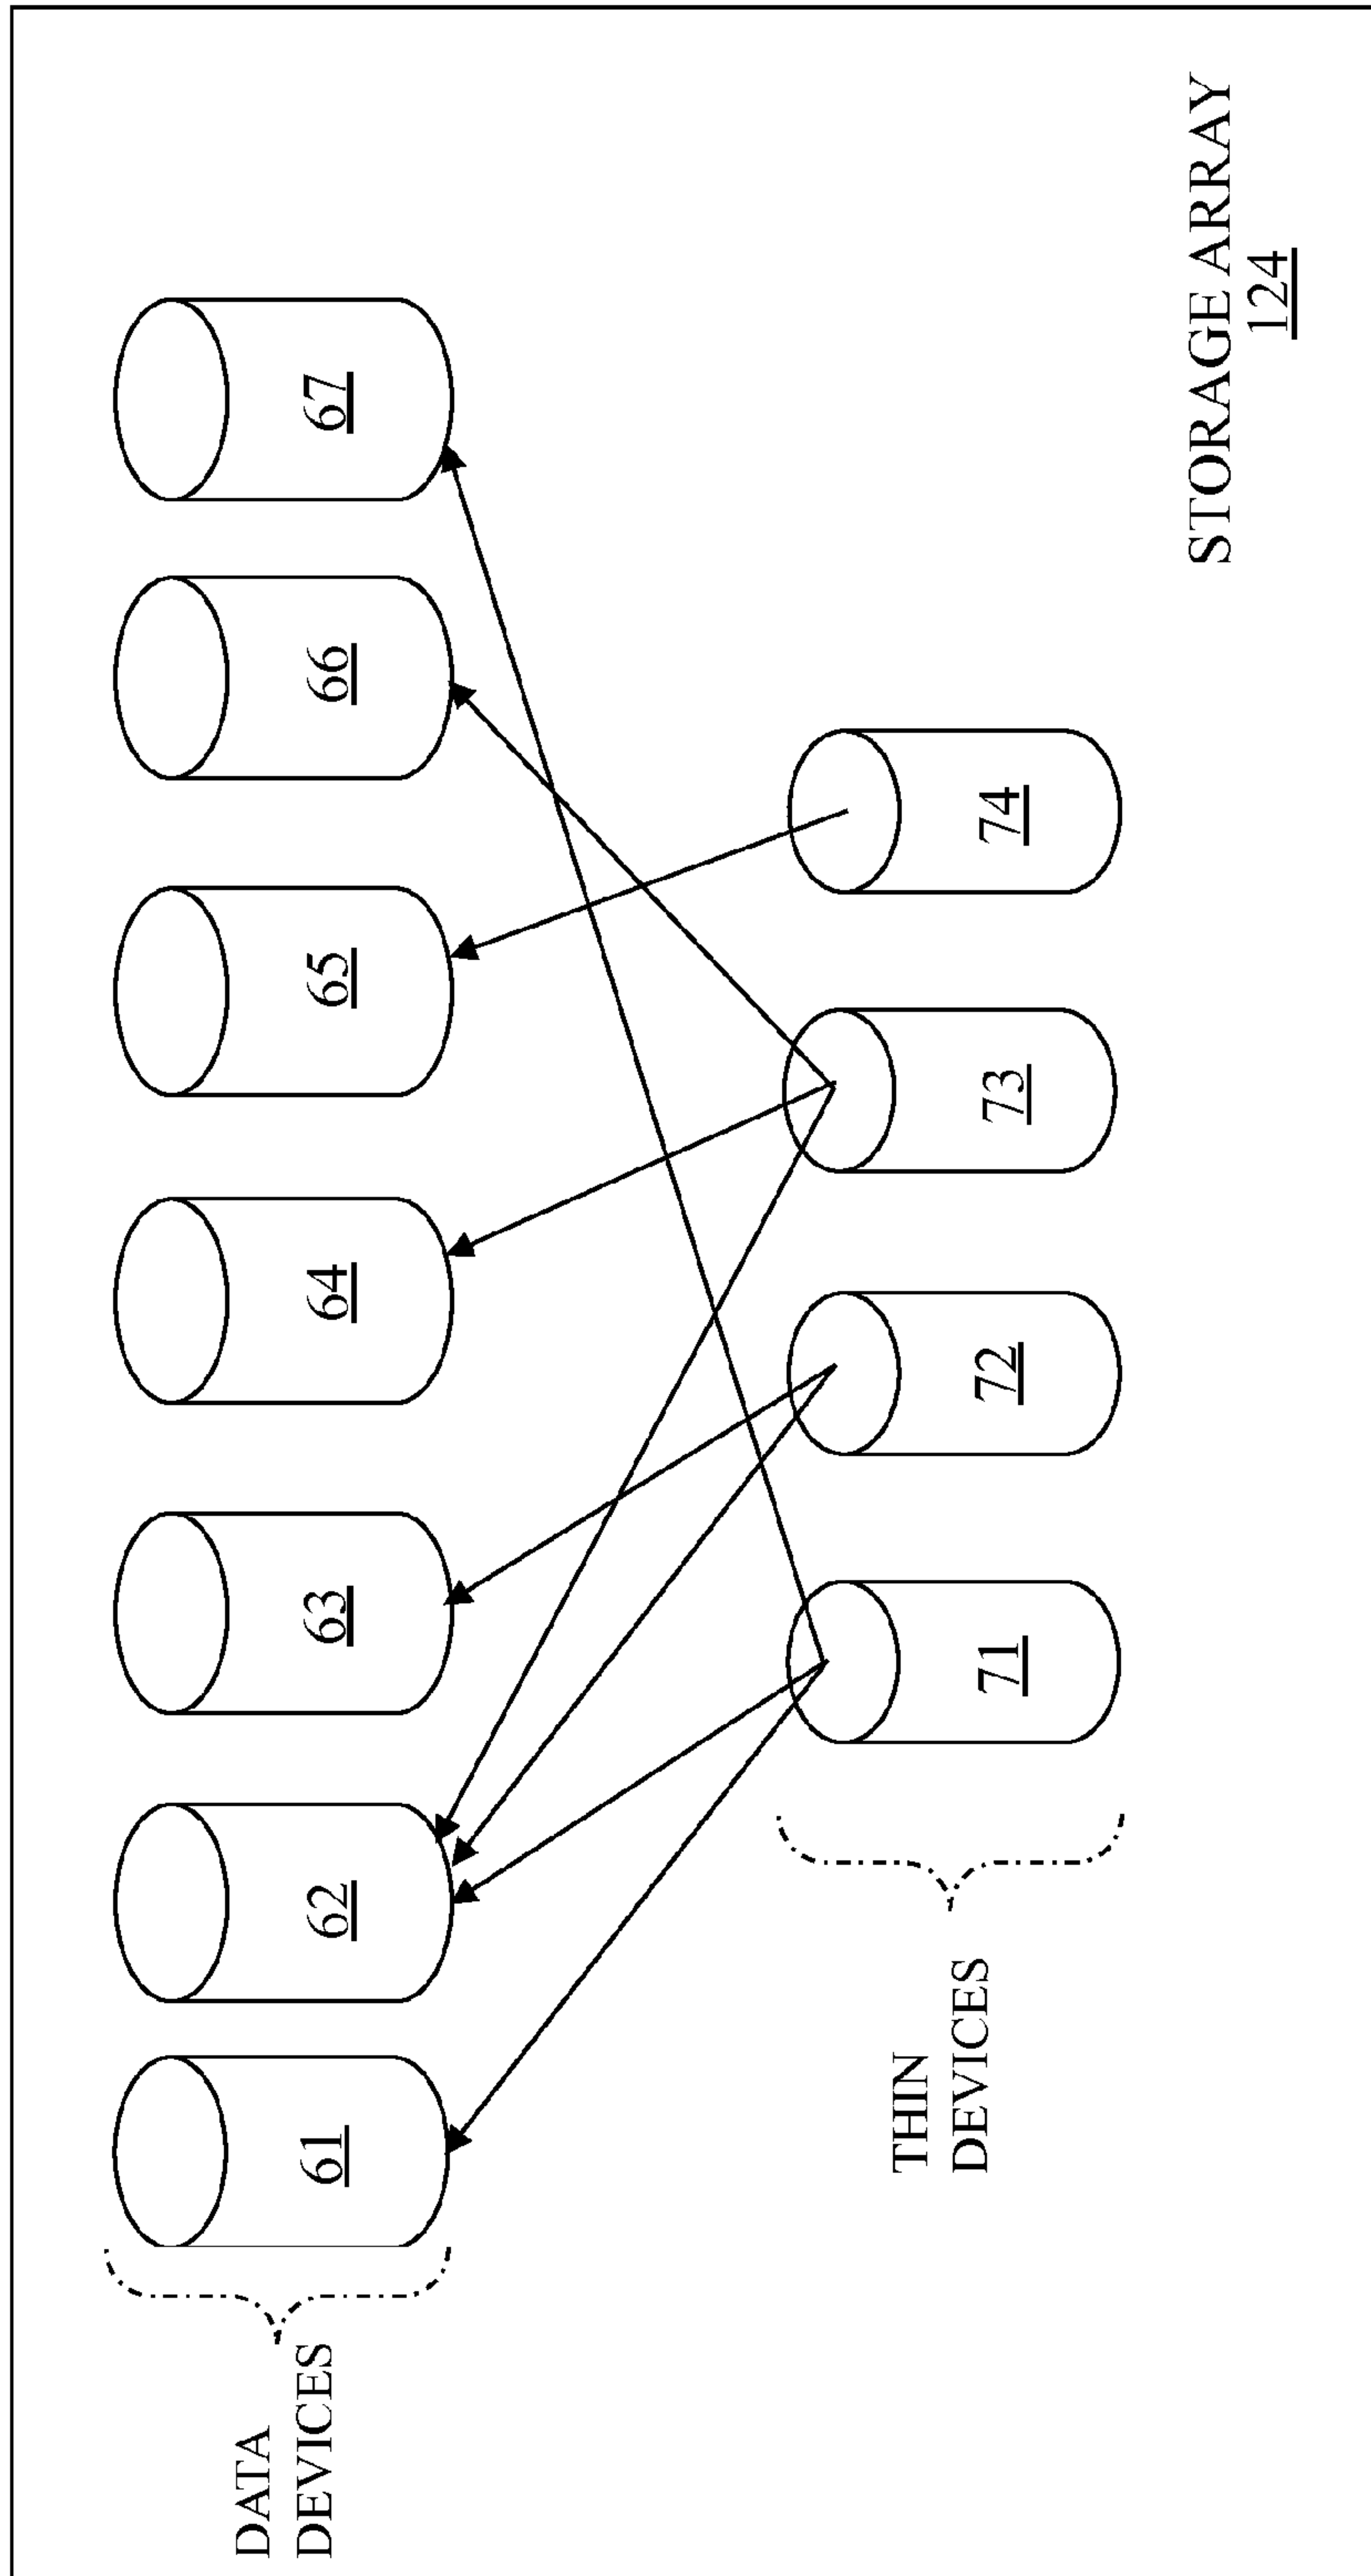 DATA
DEVICES
61
62
63
64
65
66
67
THIN
DEVICES
71
72
73
74
STORAGE ARRAY
124